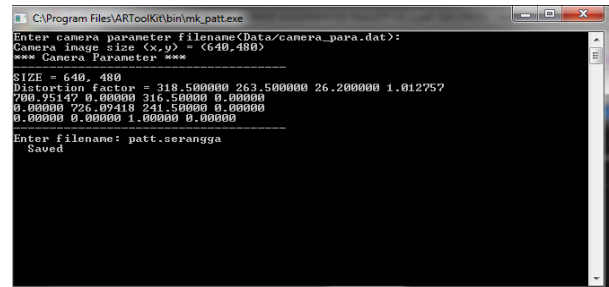 C:\Program Files\ARToolKit\bin\mk_patt.exe
Enter camera parameter filename(Data/camera_para.dat):
Camera image size (x,y) = (640,480)
*** Camera Parameter ***
--------------------------------------
SIZE = 640, 480
Distortion factor = 318.500000 263.500000 26.200000 1.012757
700.95147 0.00000 316.50000 0.00000
0.00000 726.09418 241.50000 0.00000
0.00000 0.00000 1.00000 0.00000
--------------------------------------
Enter filename: patt.serangga
  Saved